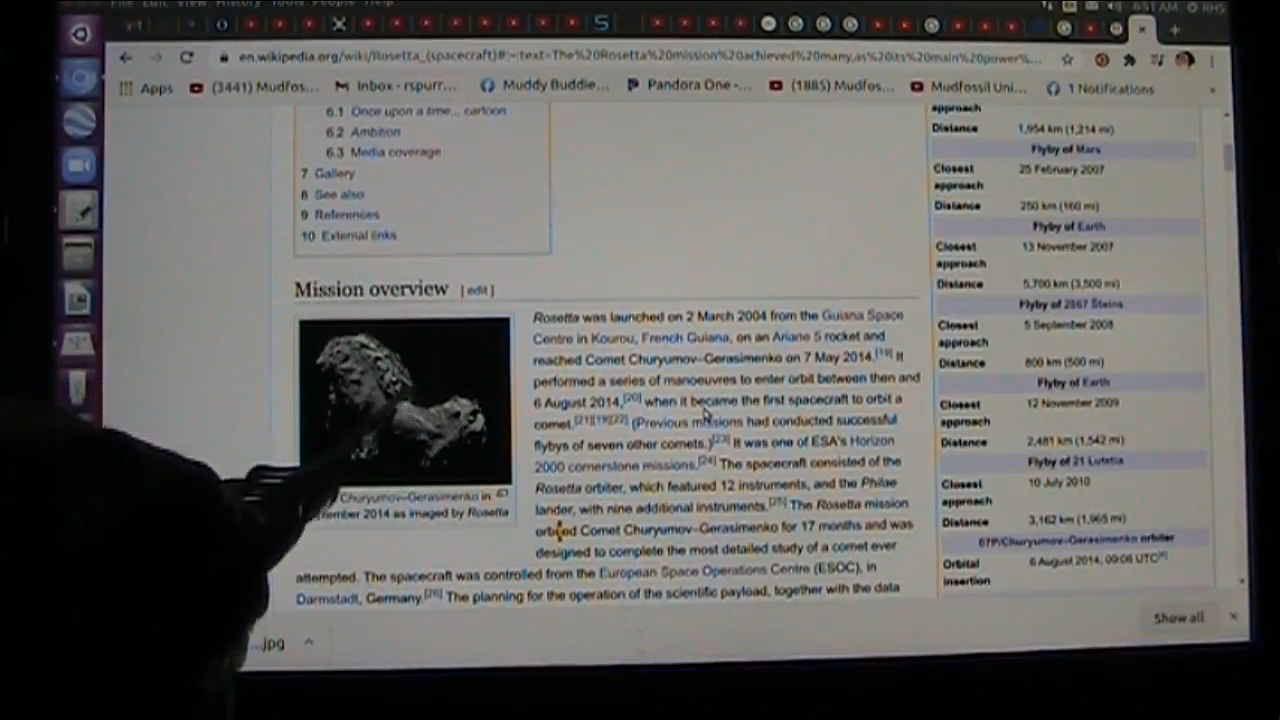 File Edit View History Tools People Help
6:51 AM RHS
v1
en.wikipedia.org/wiki/Rosetta_(spacecraft)#:~:text=The%20Rosetta%20mission%20achieved%20many,as%20its%20main%20power%...
Apps (3441) Mudfos... Inbox - rspurr... Muddy Buddie... Pandora One -... (1885) Mudfos... Mudfossil Uni... 1 Notifications
6.1 Once upon a time... cartoon
6.2 Ambition
6.3 Media coverage
7 Gallery
8 See also
9 References
10 External links
Mission overview [edit]
Churyumov–Gerasimenko in
ember 2014 as imaged by Rosetta
Rosetta was launched on 2 March 2004 from the Guiana Space
Centre in Kourou, French Guiana, on an Ariane 5 rocket and
reached Comet Churyumov–Gerasimenko on 7 May 2014.[19] It
performed a series of manoeuvres to enter orbit between then and
6 August 2014,[20] when it became the first spacecraft to orbit a
comet.[21][19][22] (Previous missions had conducted successful
flybys of seven other comets.)[23] It was one of ESA's Horizon
2000 cornerstone missions.[24] The spacecraft consisted of the
Rosetta orbiter, which featured 12 instruments, and the Philae
lander, with nine additional instruments.[25] The Rosetta mission
orbited Comet Churyumov–Gerasimenko for 17 months and was
designed to complete the most detailed study of a comet ever
attempted. The spacecraft was controlled from the European Space Operations Centre (ESOC), in
Darmstadt, Germany.[26] The planning for the operation of the scientific payload, together with the data
approach
Distance 1,954 km (1,214 mi)
Flyby of Mars
Closest 25 February 2007
approach
Distance 250 km (160 mi)
Flyby of Earth
Closest 13 November 2007
approach
Distance 5,700 km (3,500 mi)
Flyby of 2867 Šteins
Closest 5 September 2008
approach
Distance 800 km (500 mi)
Flyby of Earth
Closest 12 November 2009
approach
Distance 2,481 km (1,542 mi)
Flyby of 21 Lutetia
Closest 10 July 2010
approach
Distance 3,162 km (1,965 mi)
67P/Churyumov–Gerasimenko orbiter
Orbital 6 August 2014, 09:06 UTC[4]
insertion
...jpg
Show all